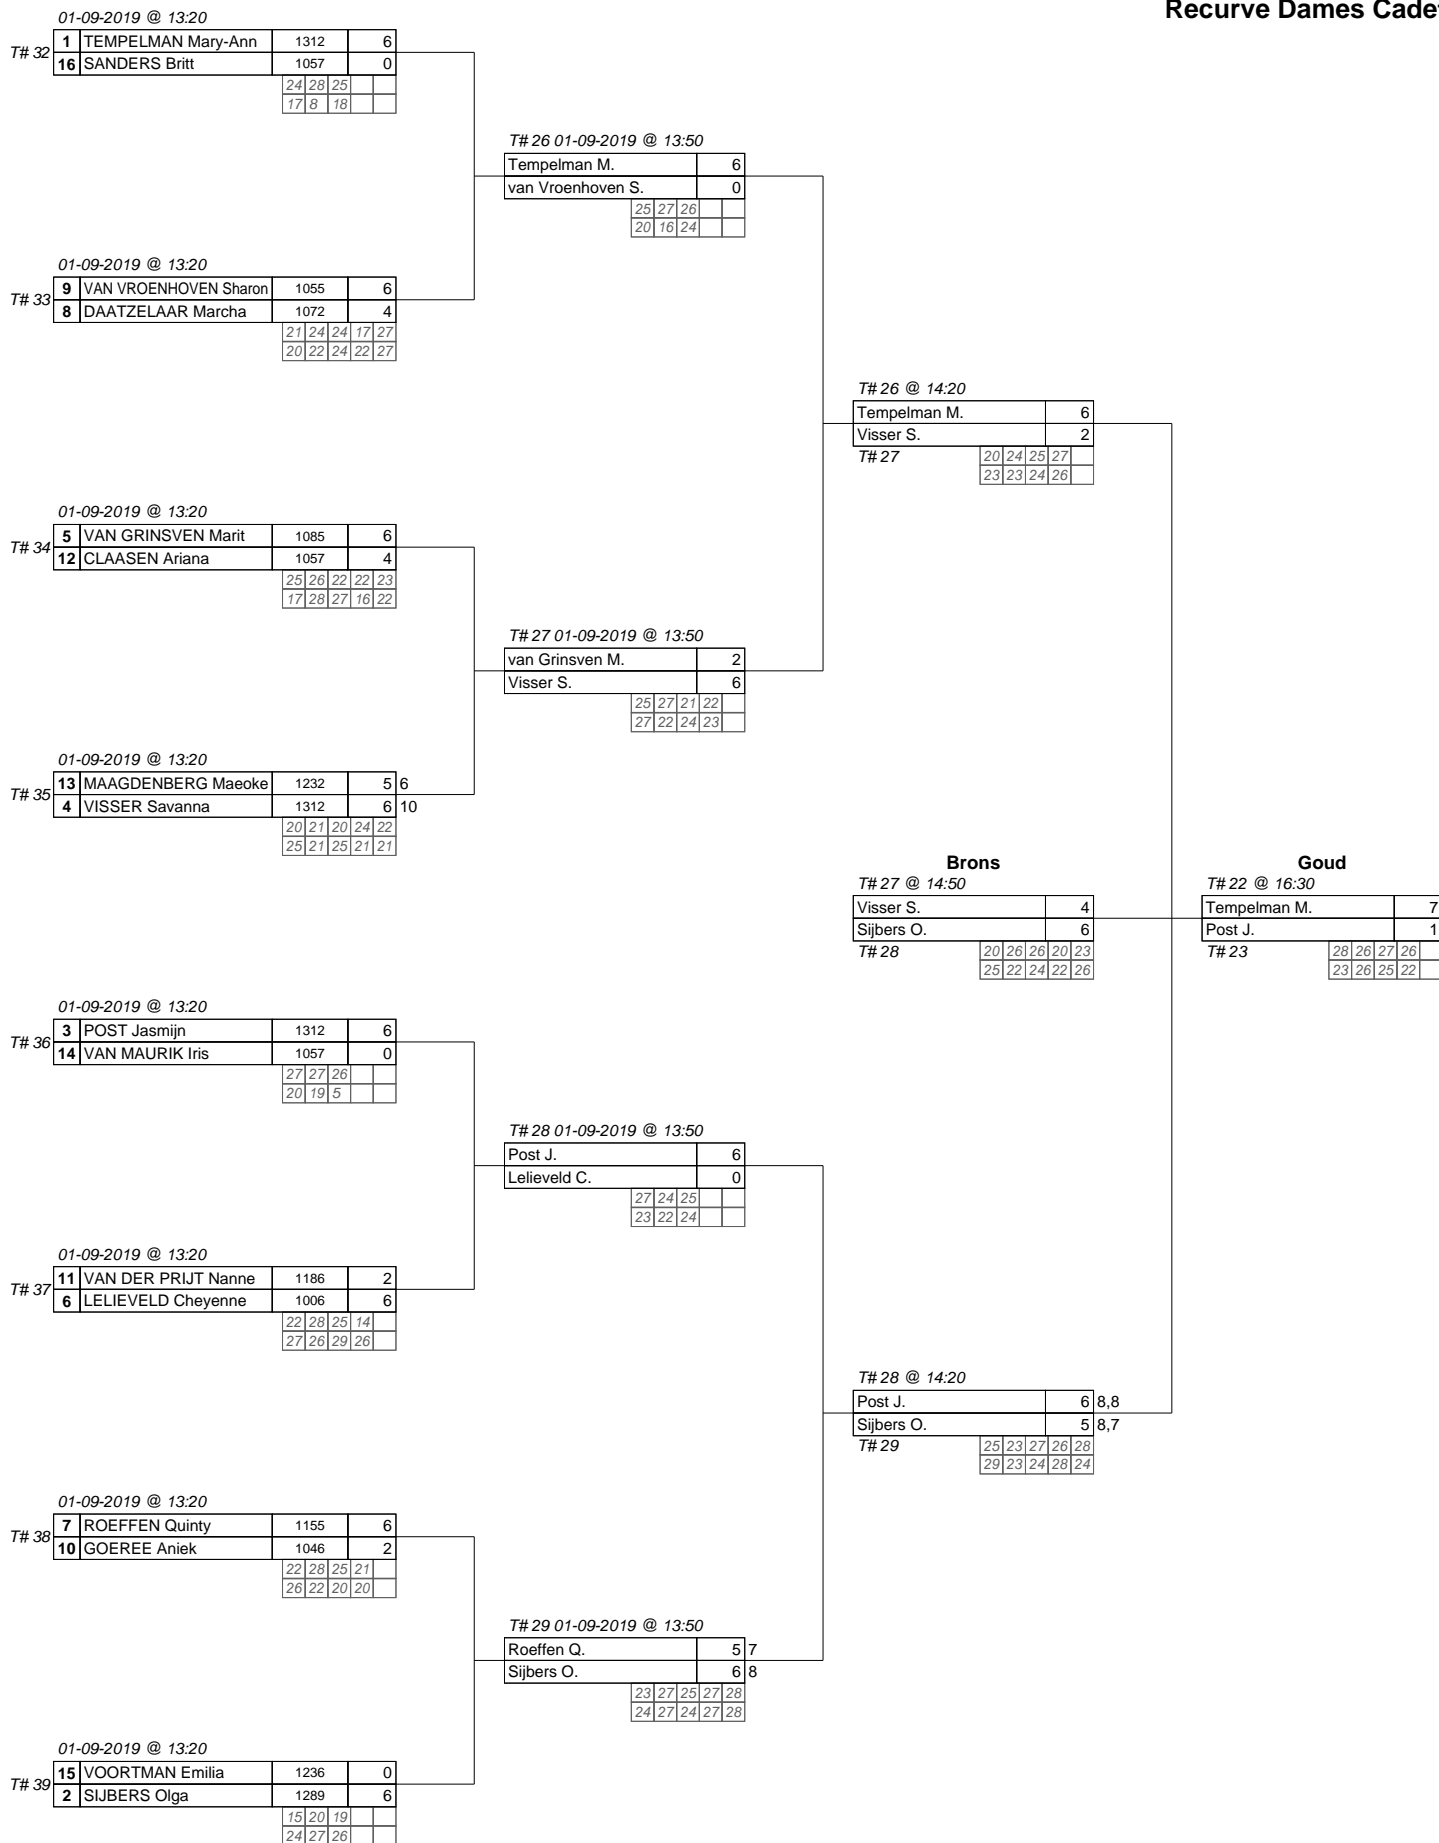 Recurve Dames Cade
01-09-2019 @ 13:20
T# 32
1 TEMPELMAN Mary-Ann 1312 6
16 SANDERS Britt 1057 0
24 28 25
17 8 18
T# 26 01-09-2019 @ 13:50
Tempelman M. 6
van Vroenhoven S. 0
25 27 26
20 16 24
01-09-2019 @ 13:20
T# 33
9 VAN VROENHOVEN Sharon 1055 6
8 DAATZELAAR Marcha 1072 4
21 24 24 17 27
20 22 24 22 27
T# 26 @ 14:20
Tempelman M. 6
Visser S. 2
T# 27
20 24 25 27
23 23 24 26
01-09-2019 @ 13:20
T# 34
5 VAN GRINSVEN Marit 1085 6
12 CLAASEN Ariana 1057 4
25 26 22 22 23
17 28 27 16 22
T# 27 01-09-2019 @ 13:50
van Grinsven M. 2
Visser S. 6
25 27 21 22
27 22 24 23
01-09-2019 @ 13:20
T# 35
13 MAAGDENBERG Maeoke 1232 5 6
4 VISSER Savanna 1312 6 10
20 21 20 24 22
25 21 25 21 21
Brons
T# 27 @ 14:50
Visser S. 4
Sijbers O. 6
T# 28
20 26 26 20 23
25 22 24 22 26
Goud
T# 22 @ 16:30
Tempelman M. 7
Post J. 1
T# 23
28 26 27 26
23 26 25 22
01-09-2019 @ 13:20
T# 36
3 POST Jasmijn 1312 6
14 VAN MAURIK Iris 1057 0
27 27 26
20 19 5
T# 28 01-09-2019 @ 13:50
Post J. 6
Lelieveld C. 0
27 24 25
23 22 24
01-09-2019 @ 13:20
T# 37
11 VAN DER PRIJT Nanne 1186 2
6 LELIEVELD Cheyenne 1006 6
22 28 25 14
27 26 29 26
T# 28 @ 14:20
Post J. 6 8,8
Sijbers O. 5 8,7
T# 29
25 23 27 26 28
29 23 24 28 24
01-09-2019 @ 13:20
T# 38
7 ROEFFEN Quinty 1155 6
10 GOEREE Aniek 1046 2
22 28 25 21
26 22 20 20
T# 29 01-09-2019 @ 13:50
Roeffen Q. 5 7
Sijbers O. 6 8
23 27 25 27 28
24 27 24 27 28
01-09-2019 @ 13:20
T# 39
15 VOORTMAN Emilia 1236 0
2 SIJBERS Olga 1289 6
15 20 19
24 27 26